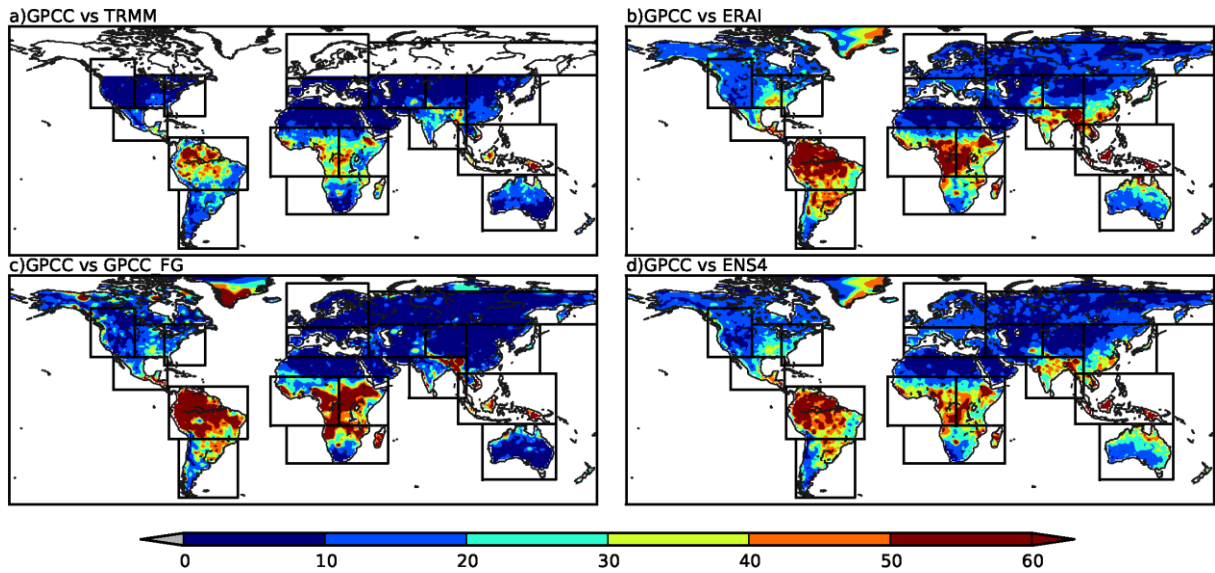 a)GPCC vs TRMM
b)GPCC vs ERAI
c)GPCC vs GPCC_FG
d)GPCC vs ENS4
0 10 20 30 40 50 60